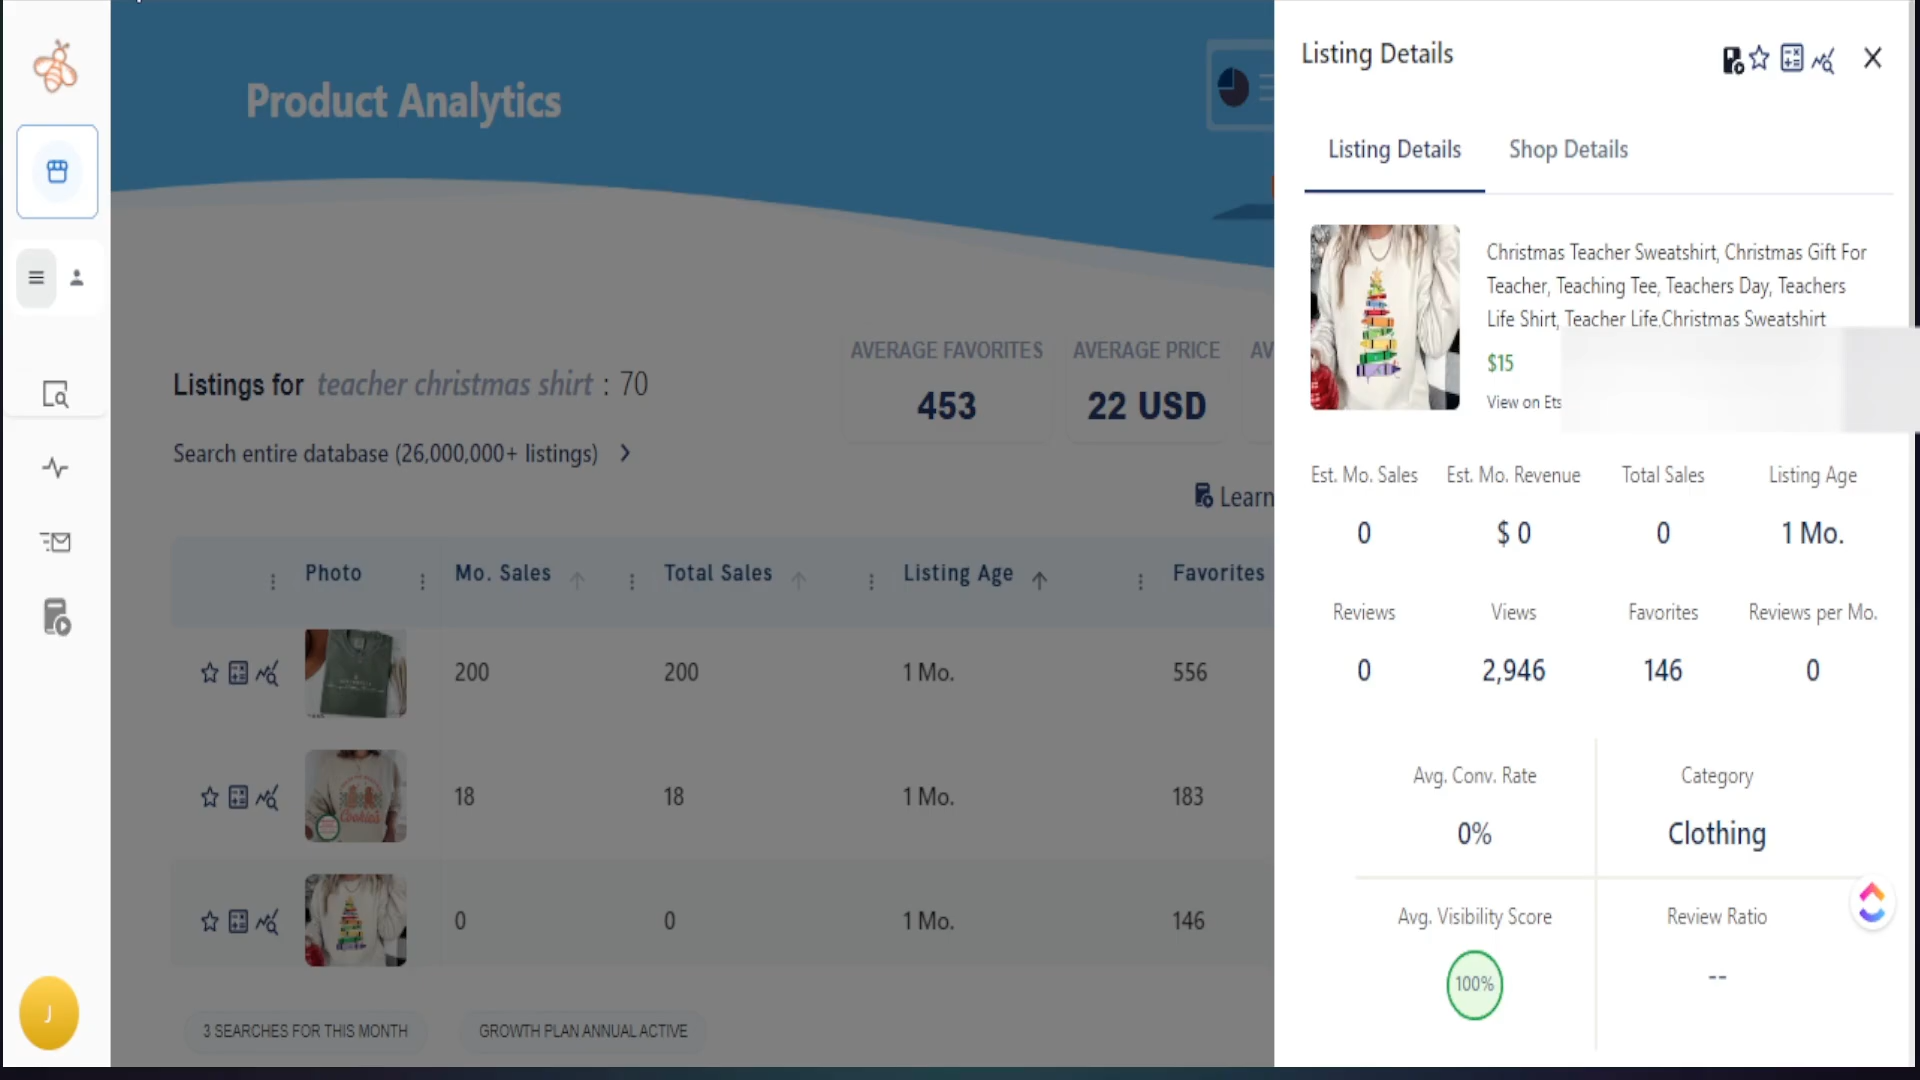 Product Analytics
Listings for teacher christmas shirt : 70
Search entire database (26,000,000+ listings)
AVERAGE FAVORITES
453
AVERAGE PRICE
22 USD
AV
Learn
Photo Mo. Sales Total Sales Listing Age Favorites
200 200 1 Mo. 556
Cookies
18 18 1 Mo. 183
0 0 1 Mo. 146
3 SEARCHES FOR THIS MONTH
GROWTH PLAN ANNUAL ACTIVE
J
Listing Details
Listing Details Shop Details
Christmas Teacher Sweatshirt, Christmas Gift For
Teacher, Teaching Tee, Teachers Day, Teachers
Life Shirt, Teacher Life,Christmas Sweatshirt
$15
View on Ets
Est. Mo. Sales Est. Mo. Revenue Total Sales Listing Age
0 $ 0 0 1 Mo.
Reviews Views Favorites Reviews per Mo.
0 2,946 146 0
Avg. Conv. Rate Category
0% Clothing
Avg. Visibility Score Review Ratio
100% --